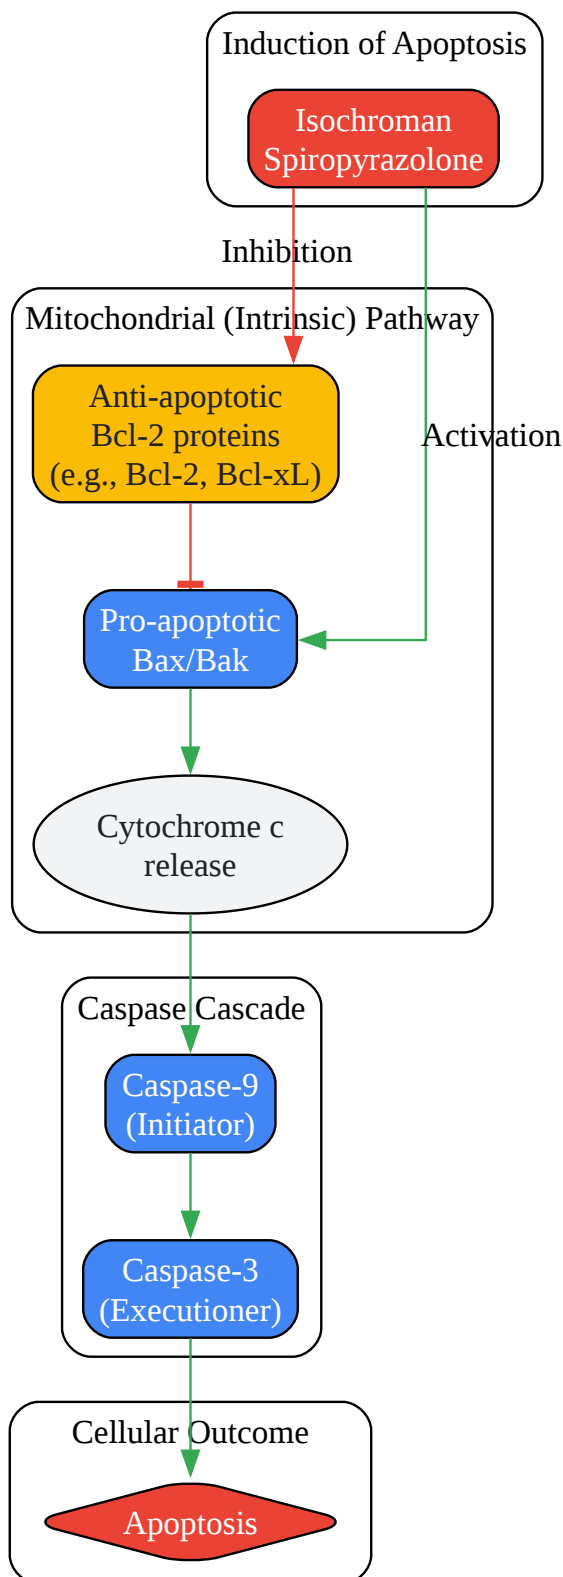 Induction of Apoptosis
Isochroman
Spiropyrazolone
Inhibition
Mitochondrial (Intrinsic) Pathway
Anti-apoptotic
Bcl-2 proteins
(e.g., Bcl-2, Bcl-xL)
Activation
Pro-apoptotic
Bax/Bak
Cytochrome c
release
Caspase Cascade
Caspase-9
(Initiator)
Caspase-3
(Executioner)
Cellular Outcome
Apoptosis